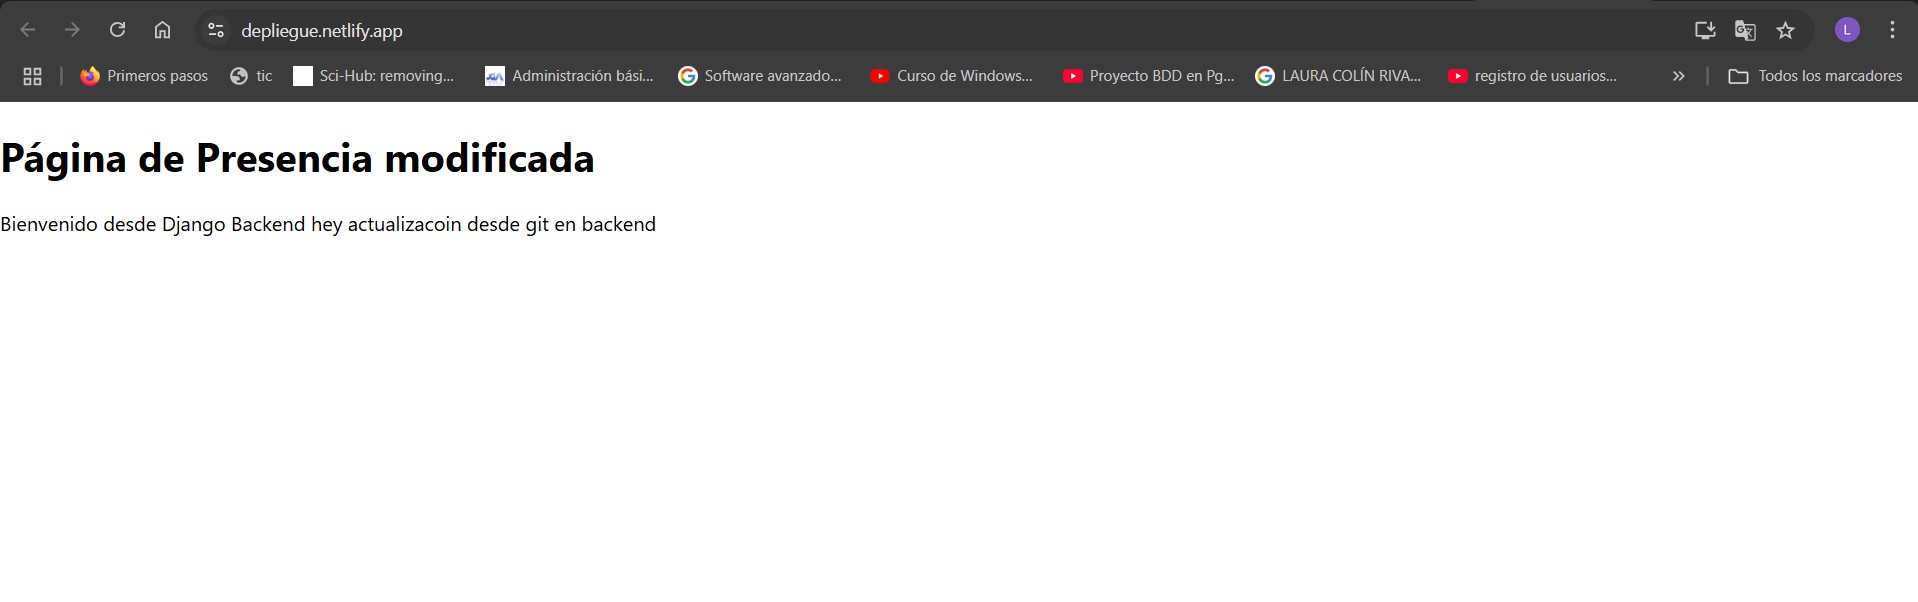 depliegue.netlify.app
L
Primeros pasos
tic
Sci-Hub: removing...
Administración bási...
Software avanzado...
Curso de Windows...
Proyecto BDD en Pg...
LAURA COLÍN RIVA...
registro de usuarios...
»
Todos los marcadores
Página de Presencia modificada
Bienvenido desde Django Backend hey actualizacoin desde git en backend